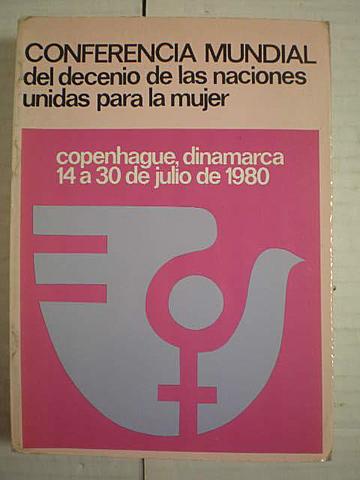 CONFERENCIA MUNDIAL
del decenio de las naciones
unidas para la mujer
copenhague, dinamarca
14 a 30 de julio de 1980